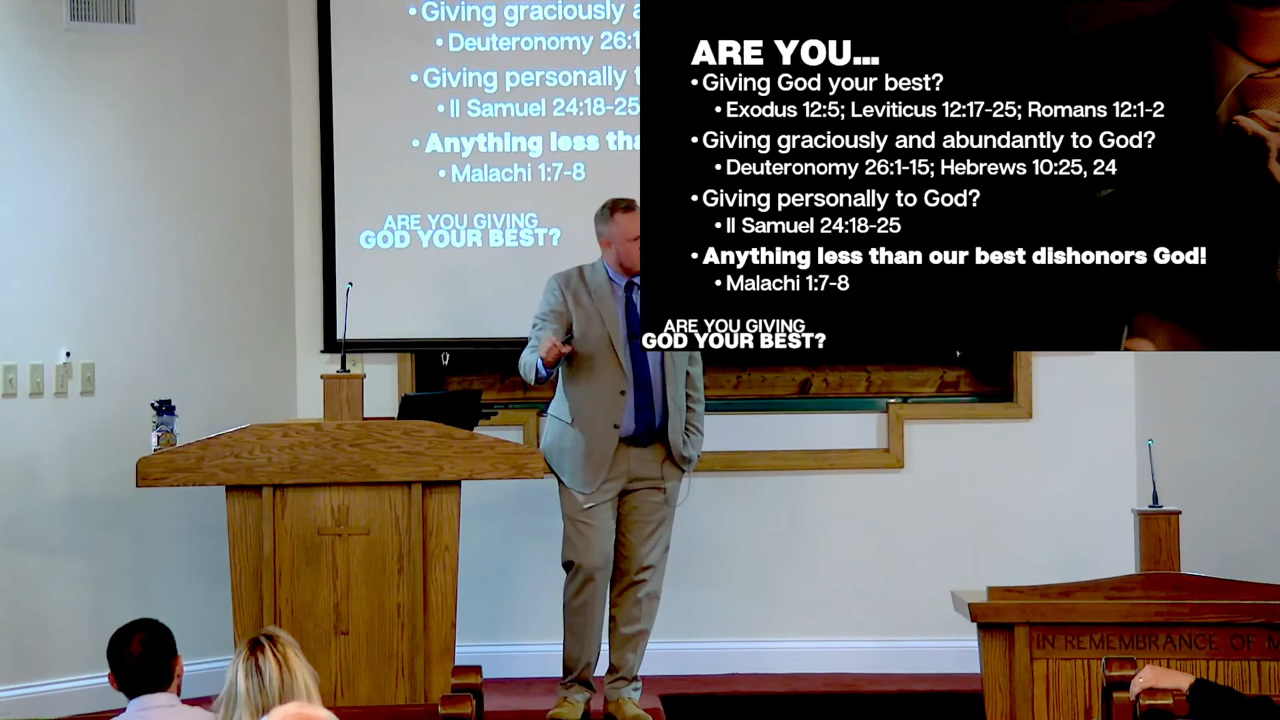 • Giving graciously a
• Deuteronomy 26:1
• Giving personally t
• II Samuel 24:18-25
• Anything less tha
• Malachi 1:7-8
ARE YOU GIVING
GOD YOUR BEST?
ARE YOU...
• Giving God your best?
• Exodus 12:5; Leviticus 12:17-25; Romans 12:1-2
• Giving graciously and abundantly to God?
• Deuteronomy 26:1-15; Hebrews 10:25, 24
• Giving personally to God?
• II Samuel 24:18-25
• Anything less than our best dishonors God!
• Malachi 1:7-8
ARE YOU GIVING
GOD YOUR BEST?
IN REMEMBRANCE OF M